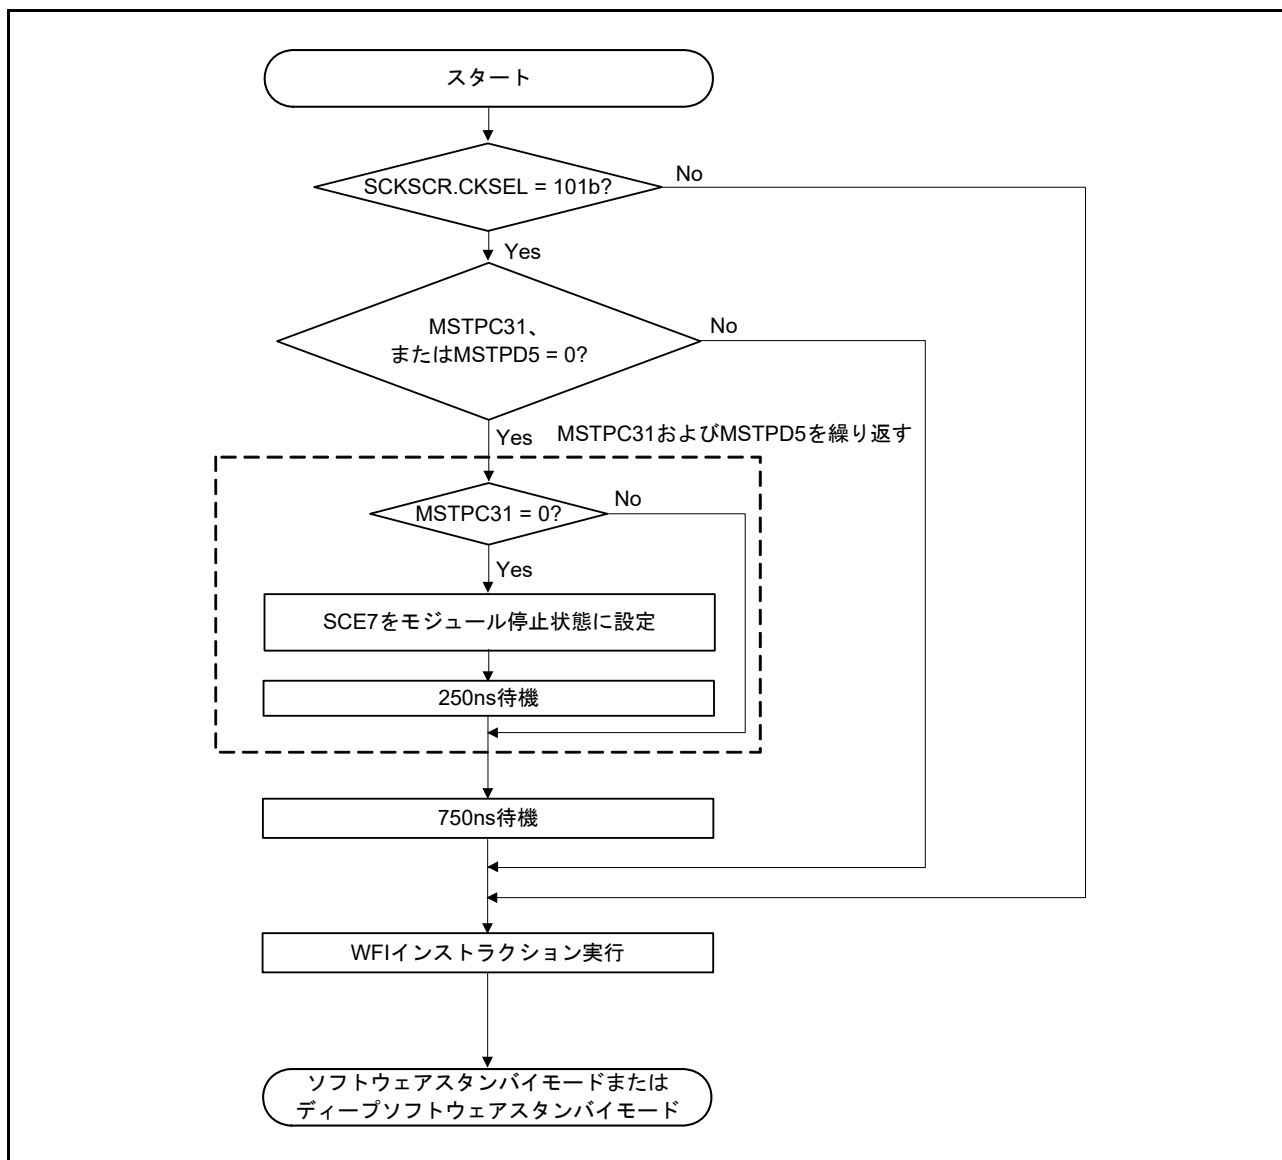 スタート
SCKSCR.CKSEL = 101b?
No
Yes
MSTPC31、
またはMSTPD5 = 0?
No
Yes
MSTPC31およびMSTPD5を繰り返す
MSTPC31 = 0?
No
Yes
SCE7をモジュール停止状態に設定
250ns待機
750ns待機
WFIインストラクション実行
ソフトウェアスタンバイモードまたは
ディープソフトウェアスタンバイモード